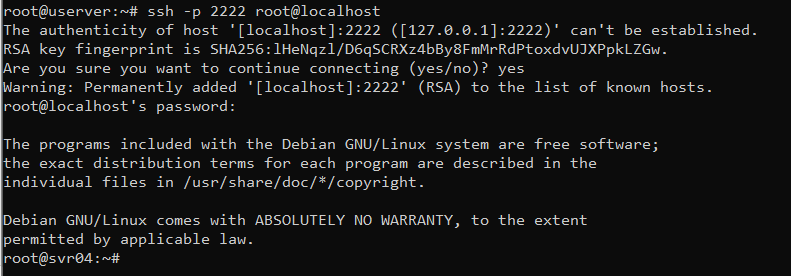 root@userver:~# ssh -p 2222 root@localhost
The authenticity of host '[localhost]:2222 ([127.0.0.1]:2222)' can't be established.
RSA key fingerprint is SHA256:lHeNqzl/D6qSCRXz4bBy8FmMrRdPtoxdvUJXPpkLZGw.
Are you sure you want to continue connecting (yes/no)? yes
Warning: Permanently added '[localhost]:2222' (RSA) to the list of known hosts.
root@localhost's password:
The programs included with the Debian GNU/Linux system are free software;
the exact distribution terms for each program are described in the
individual files in /usr/share/doc/*/copyright.
Debian GNU/Linux comes with ABSOLUTELY NO WARRANTY, to the extent
permitted by applicable law.
root@svr04:~#